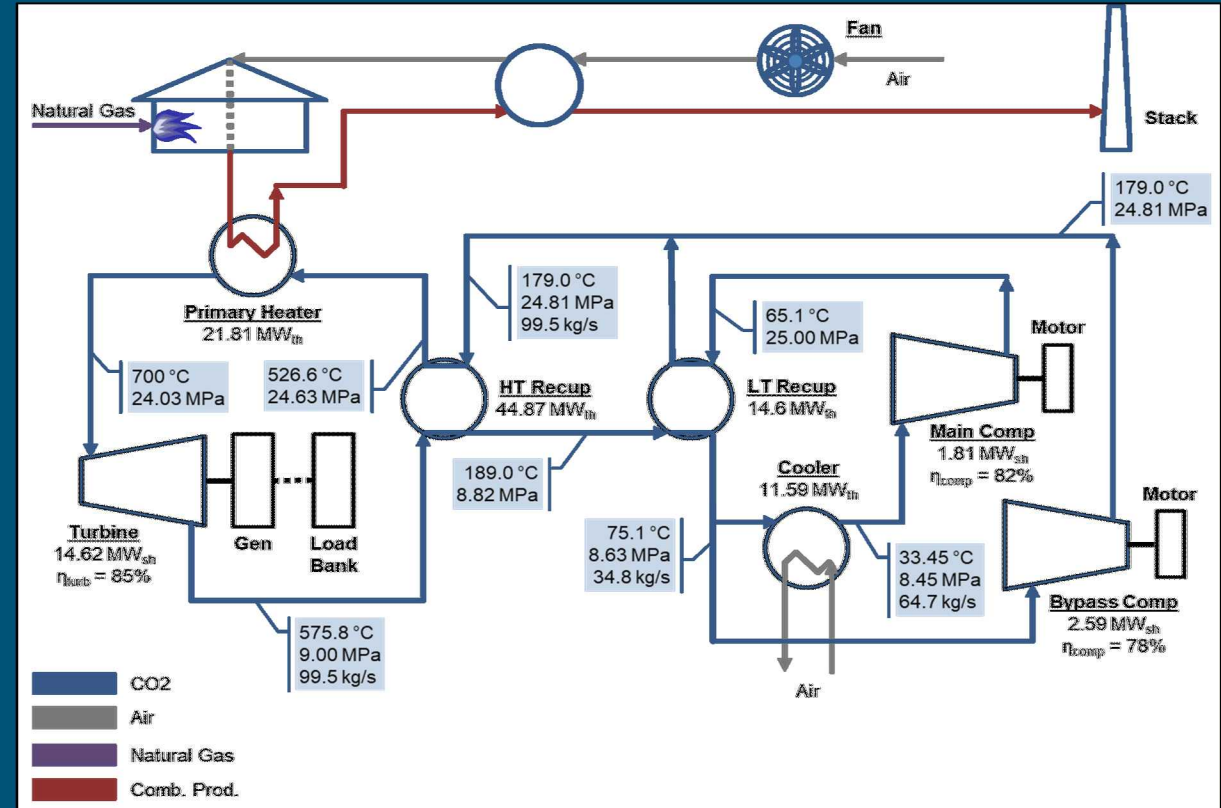 Fan
Air
Natural Gas
Stack
179.0 °C
24.81 MPa
Primary Heater
21.81 MWth
179.0 °C
24.81 MPa
99.5 kg/s
65.1 °C
25.00 MPa
Motor
700 °C
24.03 MPa
526.6 °C
24.63 MPa
HT Recup
44.87 MWth
LT Recup
14.6 MWth
Main Comp
1.81 MWsh
ηcomp = 82%
189.0 °C
8.82 MPa
Cooler
11.59 MWth
Motor
Turbine
14.62 MWsh
ηturb = 85%
Gen
Load
Bank
75.1 °C
8.63 MPa
34.8 kg/s
33.45 °C
8.45 MPa
64.7 kg/s
Bypass Comp
2.59 MWsh
ηcomp = 78%
575.8 °C
9.00 MPa
99.5 kg/s
Air
CO2
Air
Natural Gas
Comb. Prod.